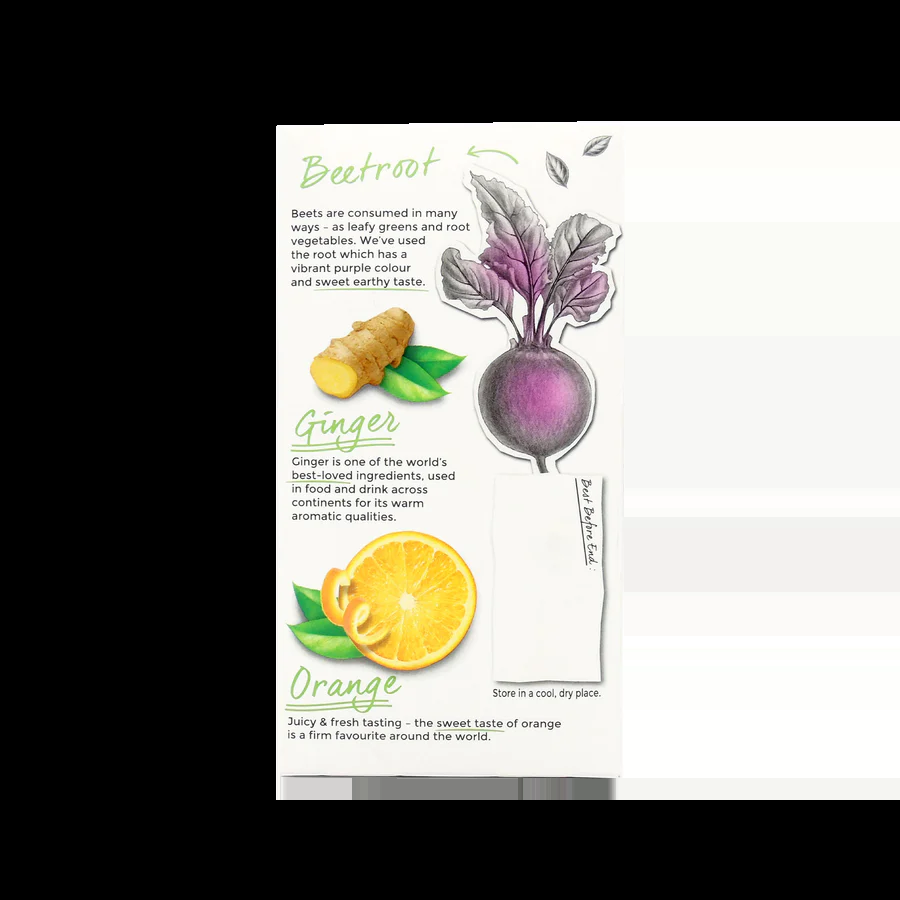 Beetroot
Beets are consumed in many
ways – as leafy greens and root
vegetables. We've used
the root which has a
vibrant purple colour
and sweet earthy taste.
Ginger
Ginger is one of the world's
best-loved ingredients, used
in food and drink across
continents for its warm
aromatic qualities.
Best Before End:
Store in a cool, dry place.
Orange
Juicy & fresh tasting – the sweet taste of orange
is a firm favourite around the world.